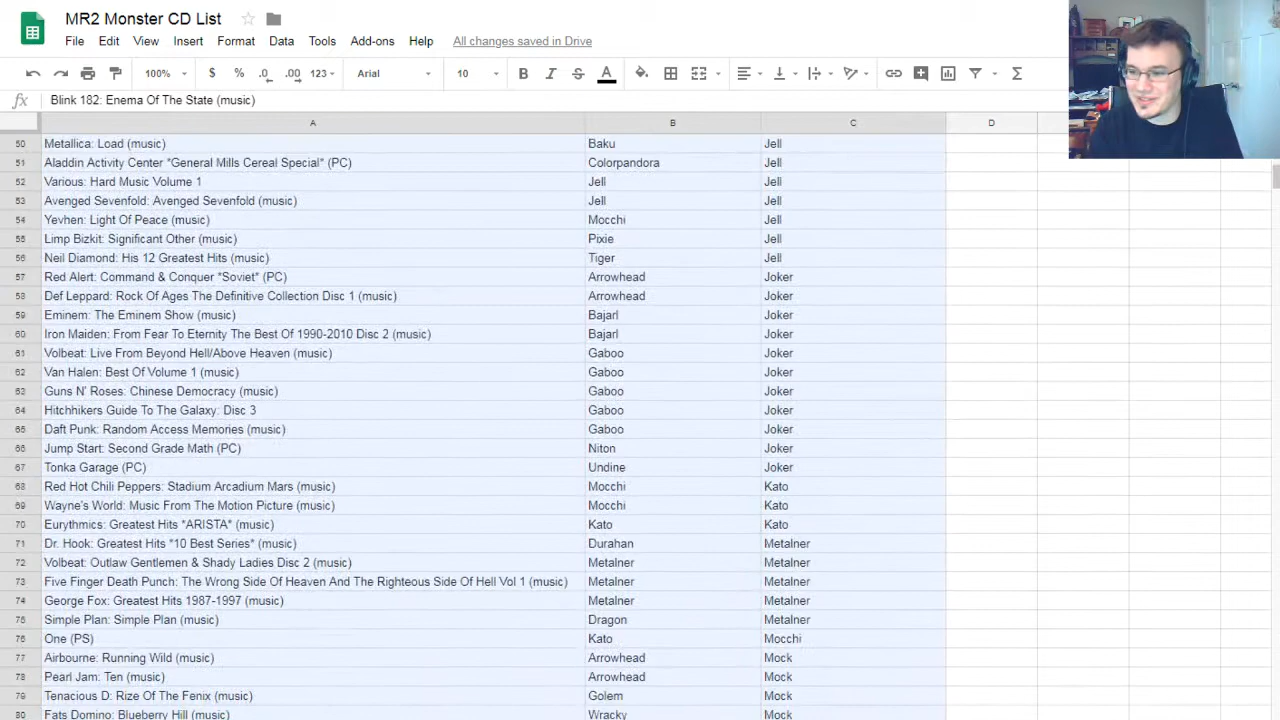 MR2 Monster CD List
File Edit View Insert Format Data Tools Add-ons Help All changes saved in Drive
100% $ % .0 .00 123 Arial 10 B I S A Σ
fx Blink 182: Enema Of The State (music)
A B C D
50 Metallica: Load (music) Baku Jell
51 Aladdin Activity Center *General Mills Cereal Special* (PC) Colorpandora Jell
52 Various: Hard Music Volume 1 Jell Jell
53 Avenged Sevenfold: Avenged Sevenfold (music) Jell Jell
54 Yevhen: Light Of Peace (music) Mocchi Jell
55 Limp Bizkit: Significant Other (music) Pixie Jell
56 Neil Diamond: His 12 Greatest Hits (music) Tiger Jell
57 Red Alert: Command & Conquer *Soviet* (PC) Arrowhead Joker
58 Def Leppard: Rock Of Ages The Definitive Collection Disc 1 (music) Arrowhead Joker
59 Eminem: The Eminem Show (music) Bajarl Joker
60 Iron Maiden: From Fear To Eternity The Best Of 1990-2010 Disc 2 (music) Bajarl Joker
61 Volbeat: Live From Beyond Hell/Above Heaven (music) Gaboo Joker
62 Van Halen: Best Of Volume 1 (music) Gaboo Joker
63 Guns N' Roses: Chinese Democracy (music) Gaboo Joker
64 Hitchhikers Guide To The Galaxy: Disc 3 Gaboo Joker
65 Daft Punk: Random Access Memories (music) Gaboo Joker
66 Jump Start: Second Grade Math (PC) Niton Joker
67 Tonka Garage (PC) Undine Joker
68 Red Hot Chili Peppers: Stadium Arcadium Mars (music) Mocchi Kato
69 Wayne's World: Music From The Motion Picture (music) Mocchi Kato
70 Eurythmics: Greatest Hits *ARISTA* (music) Kato Kato
71 Dr. Hook: Greatest Hits *10 Best Series* (music) Durahan Metalner
72 Volbeat: Outlaw Gentlemen & Shady Ladies Disc 2 (music) Metalner Metalner
73 Five Finger Death Punch: The Wrong Side Of Heaven And The Righteous Side Of Hell Vol 1 (music) Metalner Metalner
74 George Fox: Greatest Hits 1987-1997 (music) Metalner Metalner
75 Simple Plan: Simple Plan (music) Dragon Metalner
76 One (PS) Kato Mocchi
77 Airbourne: Running Wild (music) Arrowhead Mock
78 Pearl Jam: Ten (music) Arrowhead Mock
79 Tenacious D: Rize Of The Fenix (music) Golem Mock
80 Fats Domino: Blueberry Hill (music) Wracky Mock